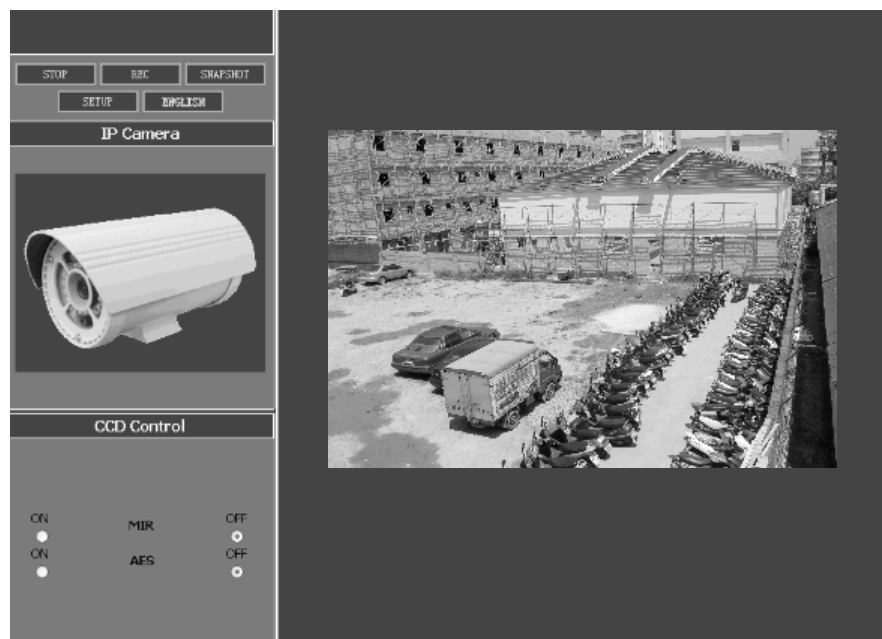 STOP REC SNAPSHOT
SETUP ENGLISH
IP Camera
CCD Control
ON MIR OFF
ON AES OFF